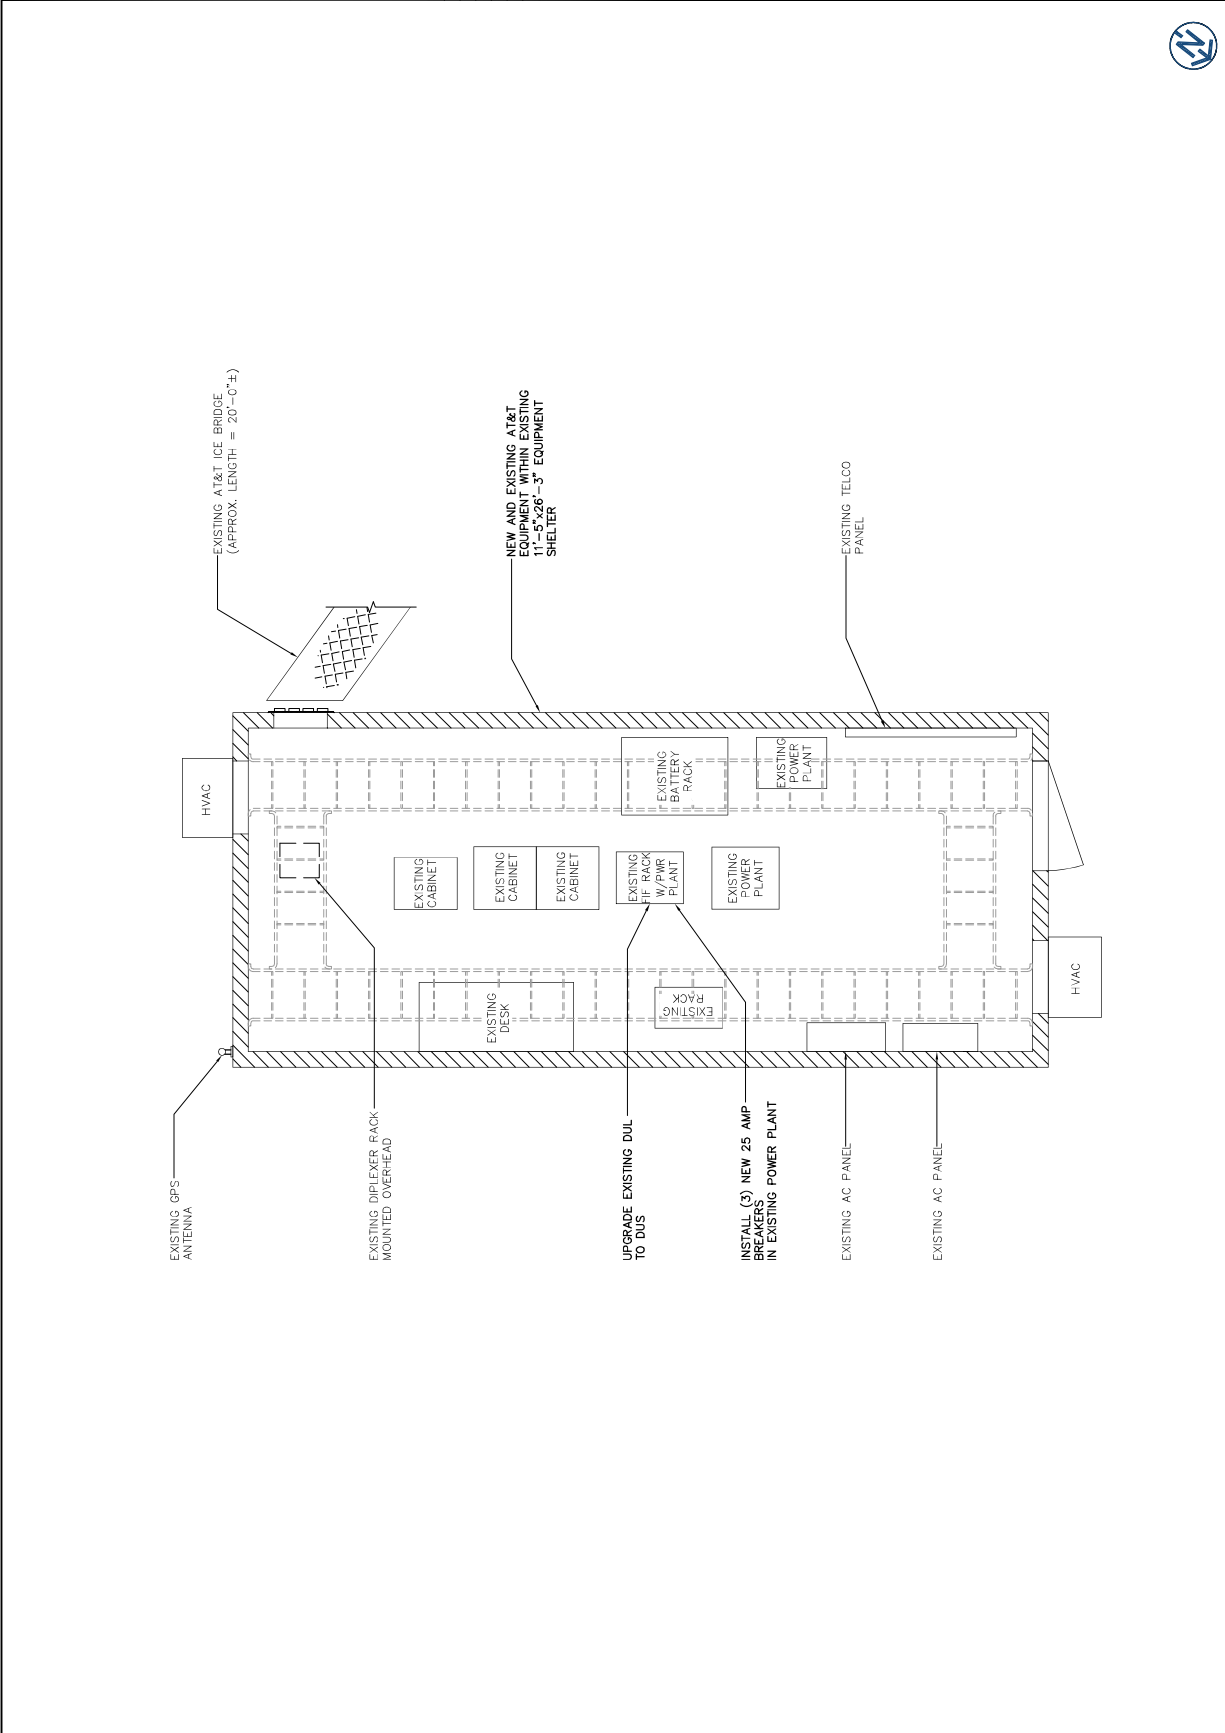 EXISTING AT&T ICE BRIDGE
(APPROX. LENGTH = 20'-0"±)
NEW AND EXISTING AT&T
EQUIPMENT WITHIN EXISTING
11'-5"x26'-3" EQUIPMENT
SHELTER
EXISTING TELCO
PANEL
HVAC
EXISTING
BATTERY
RACK
EXISTING
POWER
PLANT
EXISTING
CABINET
EXISTING
CABINET
EXISTING
CABINET
EXISTING
FIF RACK
W/PWR
PLANT
EXISTING
POWER
PLANT
EXISTING
DESK
EXISTING
RACK
HVAC
EXISTING GPS
ANTENNA
EXISTING DIPLEXER RACK
MOUNTED OVERHEAD
UPGRADE EXISTING DUL
TO DUS
INSTALL (3) NEW 25 AMP
BREAKERS
IN EXISTING POWER PLANT
EXISTING AC PANEL
EXISTING AC PANEL
N